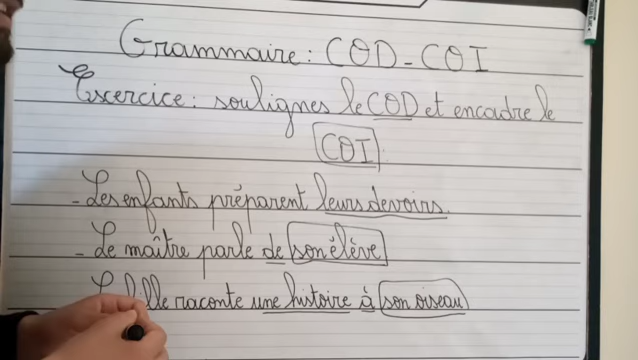 Grammaire : COD - COI
Exercice : soulignes le COD et encadre le
COI
- Les enfants préparent leurs devoirs.
- Le maître parle de son élève
fille raconte une histoire à son oiseau